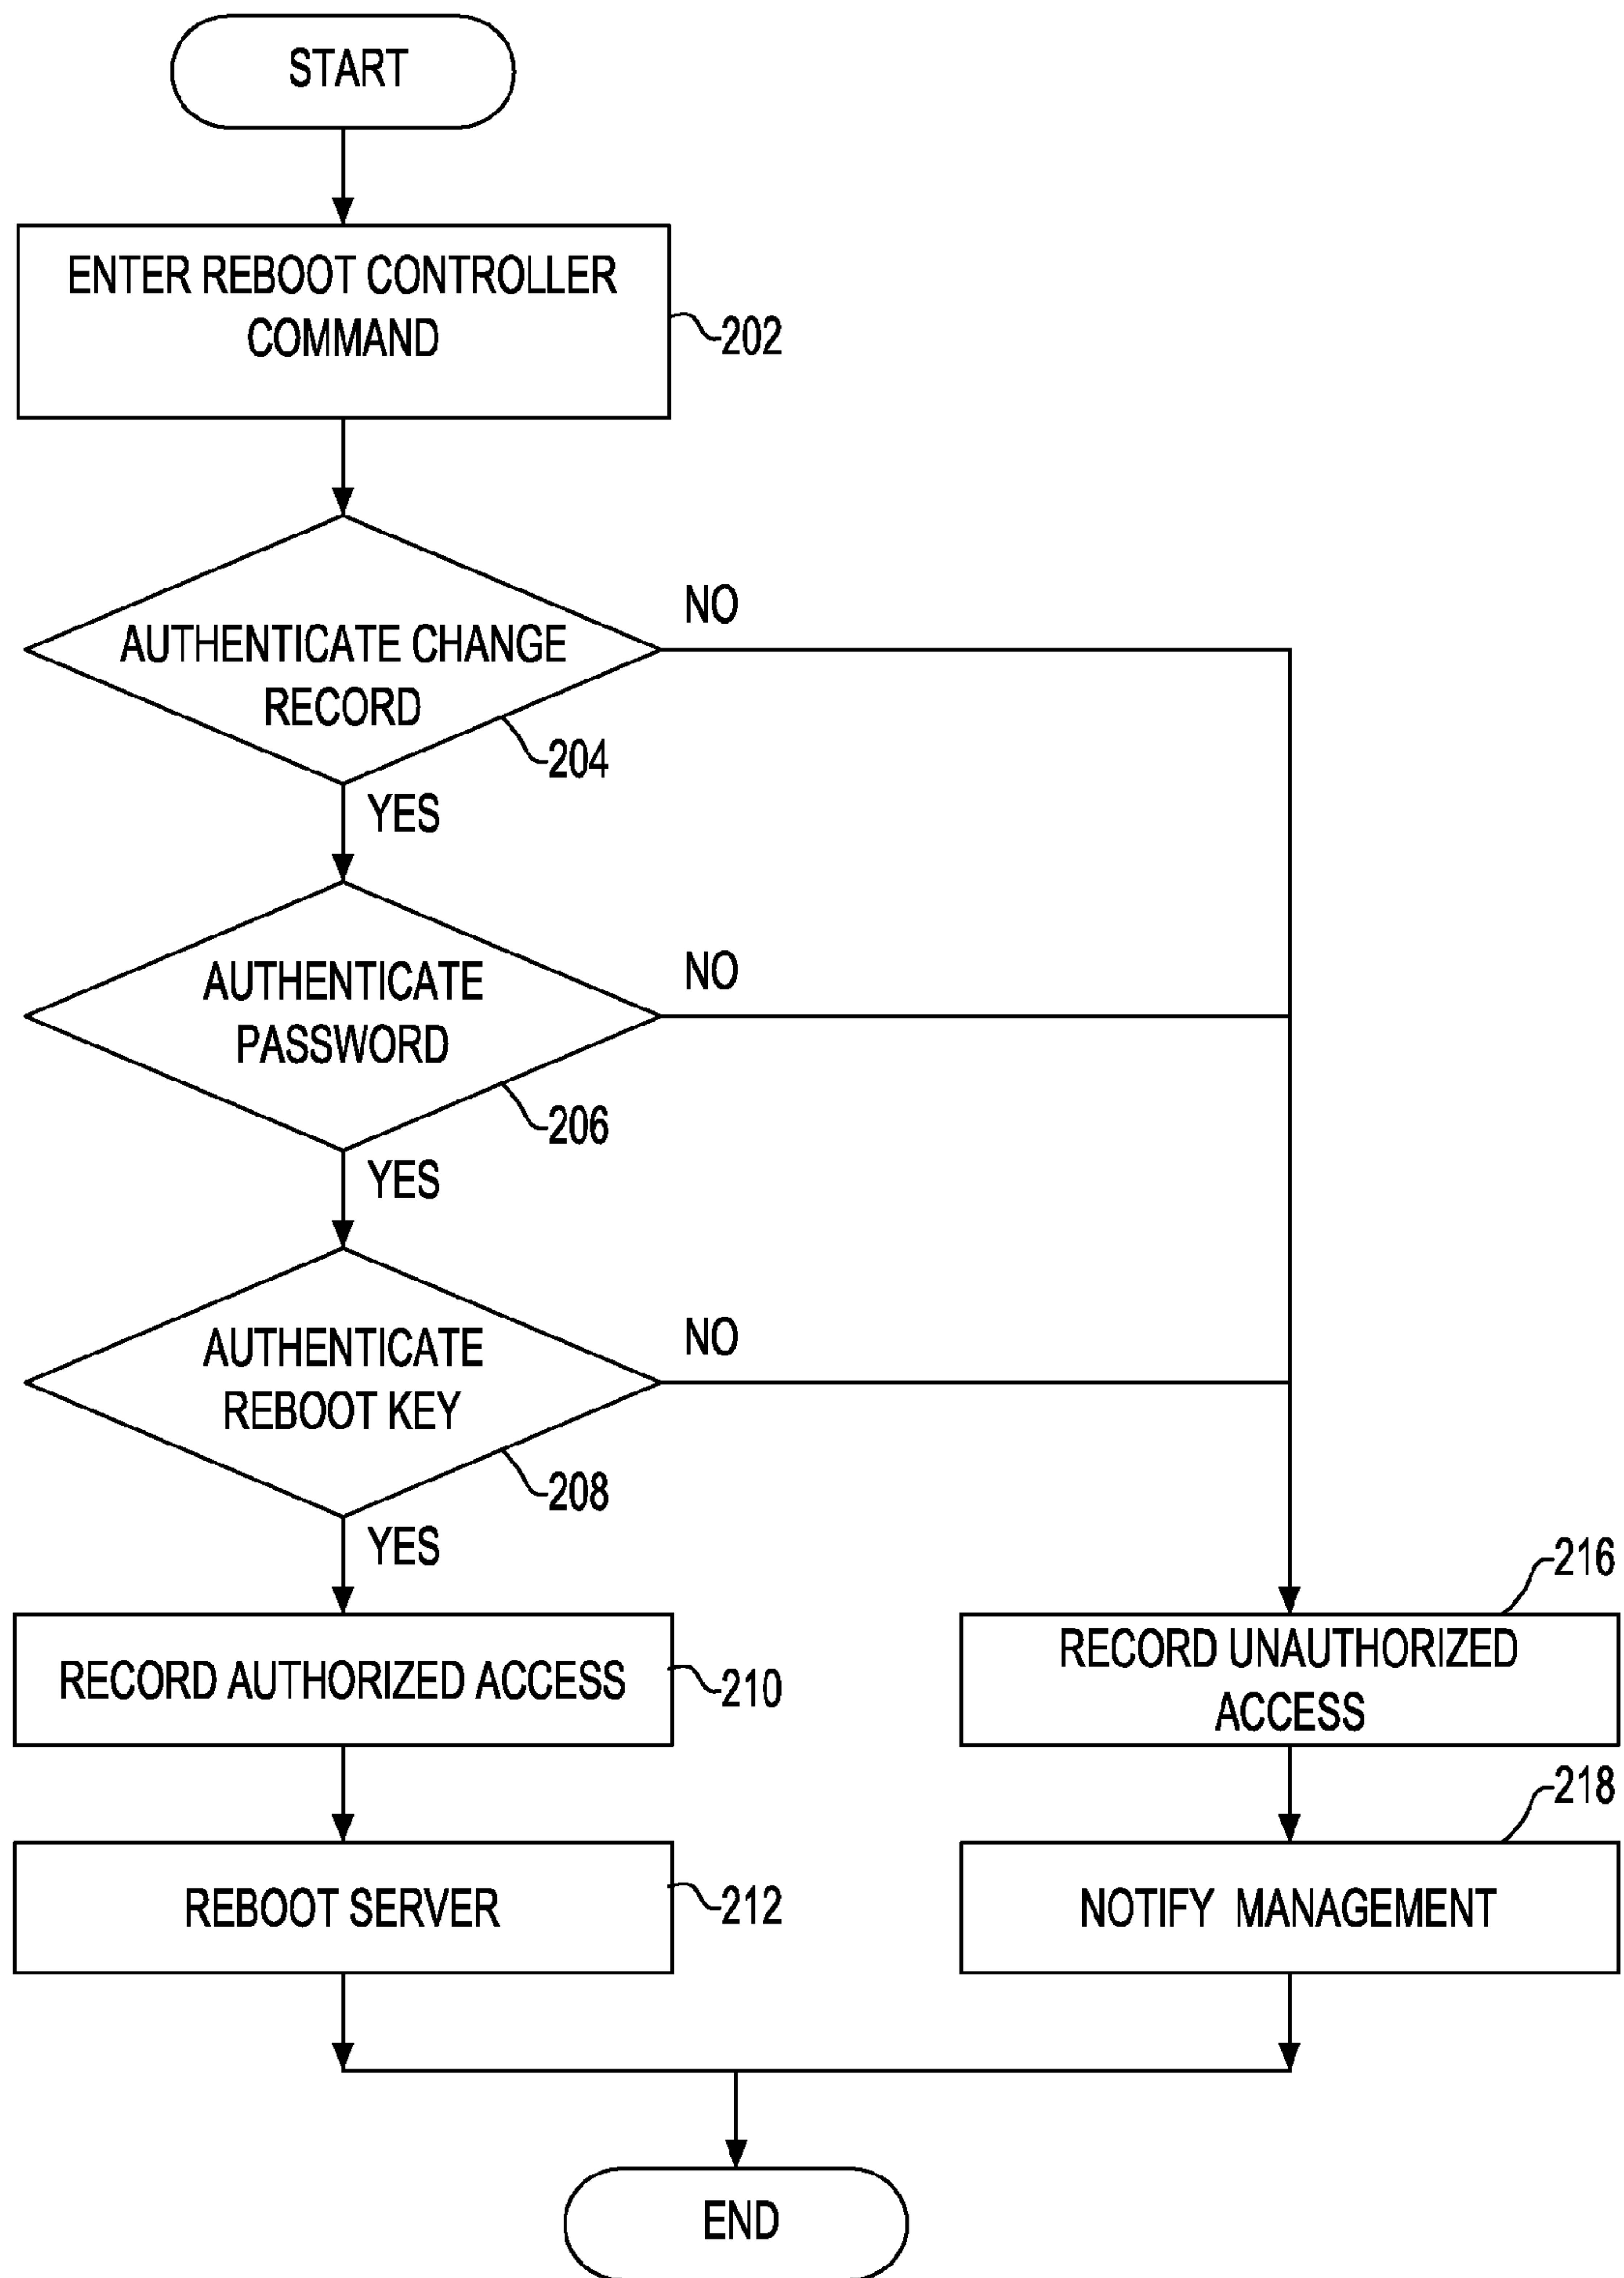 START
ENTER REBOOT CONTROLLER
COMMAND
202
NO
AUTHENTICATE CHANGE
RECORD
204
YES
NO
AUTHENTICATE
PASSWORD
206
YES
NO
AUTHENTICATE
REBOOT KEY
208
YES
216
RECORD AUTHORIZED ACCESS
210
RECORD UNAUTHORIZED
ACCESS
218
REBOOT SERVER
212
NOTIFY MANAGEMENT
END